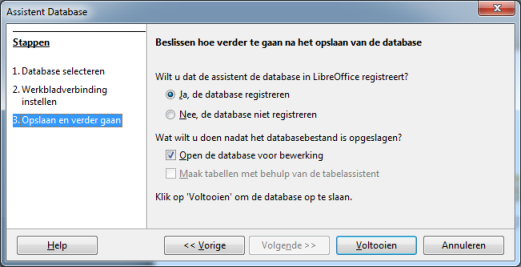 Assistent Database
Stappen
1. Database selecteren
2. Werkbladverbinding
instellen
3. Opslaan en verder gaan
Beslissen hoe verder te gaan na het opslaan van de database
Wilt u dat de assistent de database in LibreOffice registreert?
Ja, de database registreren
Nee, de database niet registreren
Wat wilt u doen nadat het databasebestand is opgeslagen?
Open de database voor bewerking
Maak tabellen met behulp van de tabelassistent
Klik op 'Voltooien' om de database op te slaan.
Help
<< Vorige
Volgende >>
Voltooien
Annuleren